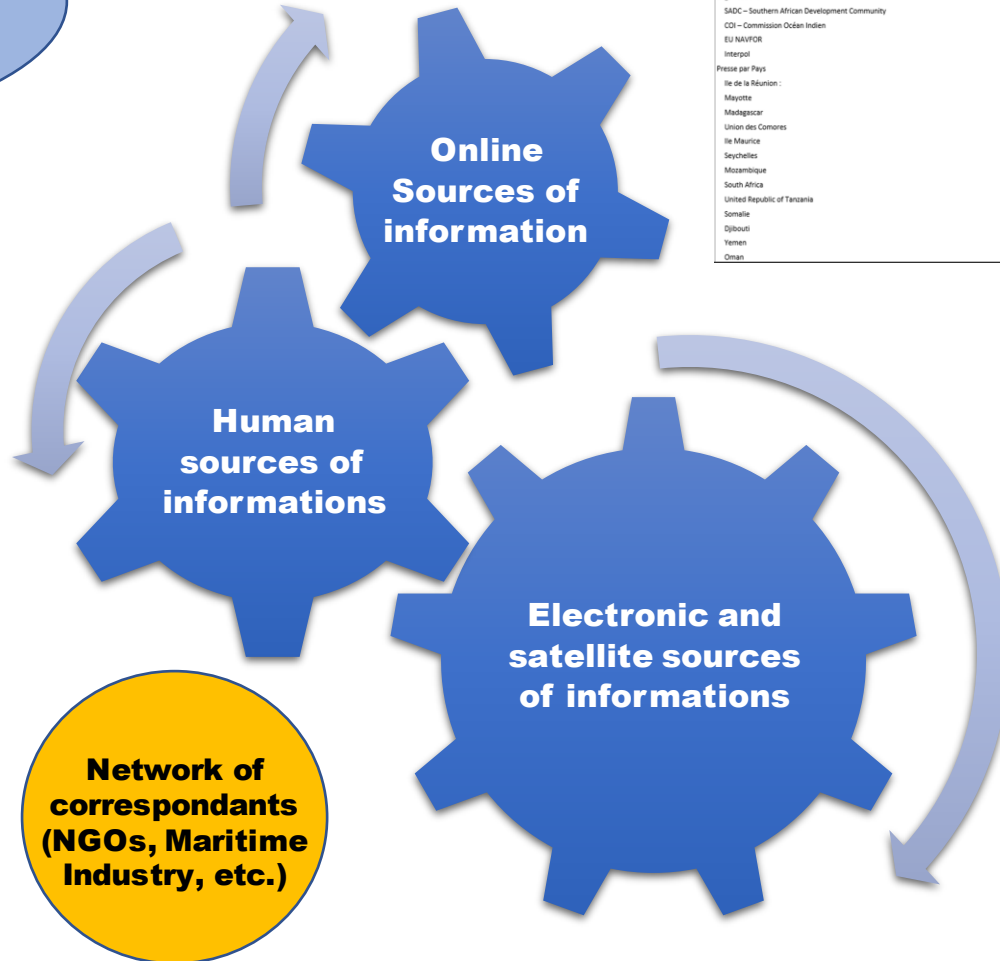 SADC – Southern African Development Community
COI – Commission Océan Indien
EU NAVFOR
Interpol
Presse par Pays
Ile de la Réunion :
Mayotte
Madagascar
Union des Comores
Ile Maurice
Seychelles
Mozambique
South Africa
United Republic of Tanzania
Somalie
Djibouti
Yemen
Oman
Online
Sources of
information
Human
sources of
informations
Electronic and
satellite sources
of informations
Network of
correspondants
(NGOs, Maritime
Industry, etc.)